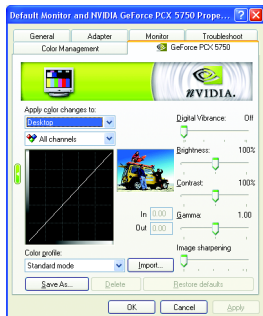 Default Monitor and NVIDIA GeForce PCX 5750 Prope...
General Adapter Monitor Troubleshoot
Color Management GeForce PCX 5750
NVIDIA.
Apply color changes to:
Desktop
All channels
Digital Vibrance: Off
Brightness: 100%
Contrast: 100%
In 0.00 Gamma: 1.00
Out 0.00
Color profile:
Image sharpening
Standard mode Import...
Save As... Delete Restore defaults
OK Cancel Apply